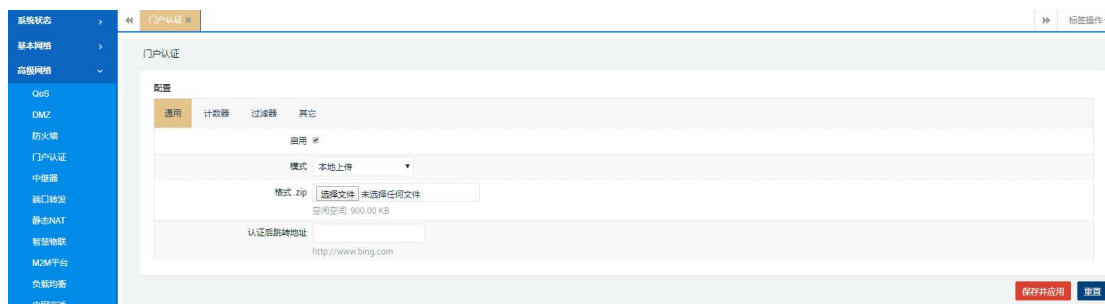 系统状态
门户认证
标签操作
基本网络
门户认证
高级网络
配置
QoS
通用 计数器 过滤器 其它
DMZ
启用
防火墙
门户认证
模式 本地上传
中继器
格式 .zip 选择文件 未选择任何文件
端口转发
空闲空间: 900.00 KB
静态NAT
认证后跳转地址
智慧物联
http://www.bing.com
M2M平台
负载均衡
保存并应用 重置